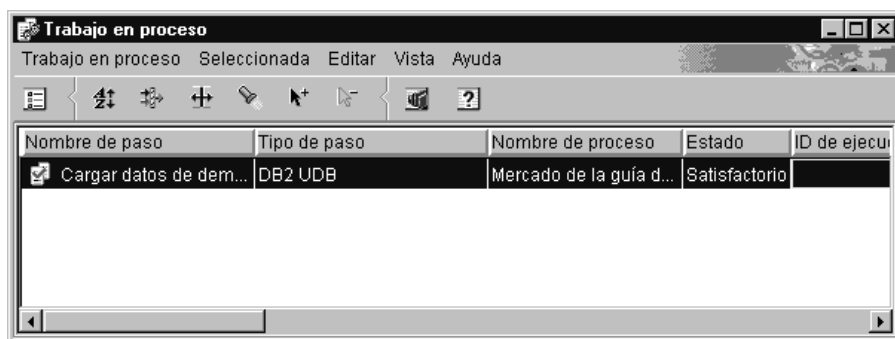 Trabajo en proceso
Trabajo en proceso Seleccionada Editar Vista Ayuda
Nombre de paso Tipo de paso Nombre de proceso Estado ID de ejecu
Cargar datos de dem... DB2 UDB Mercado de la guía d... Satisfactorio